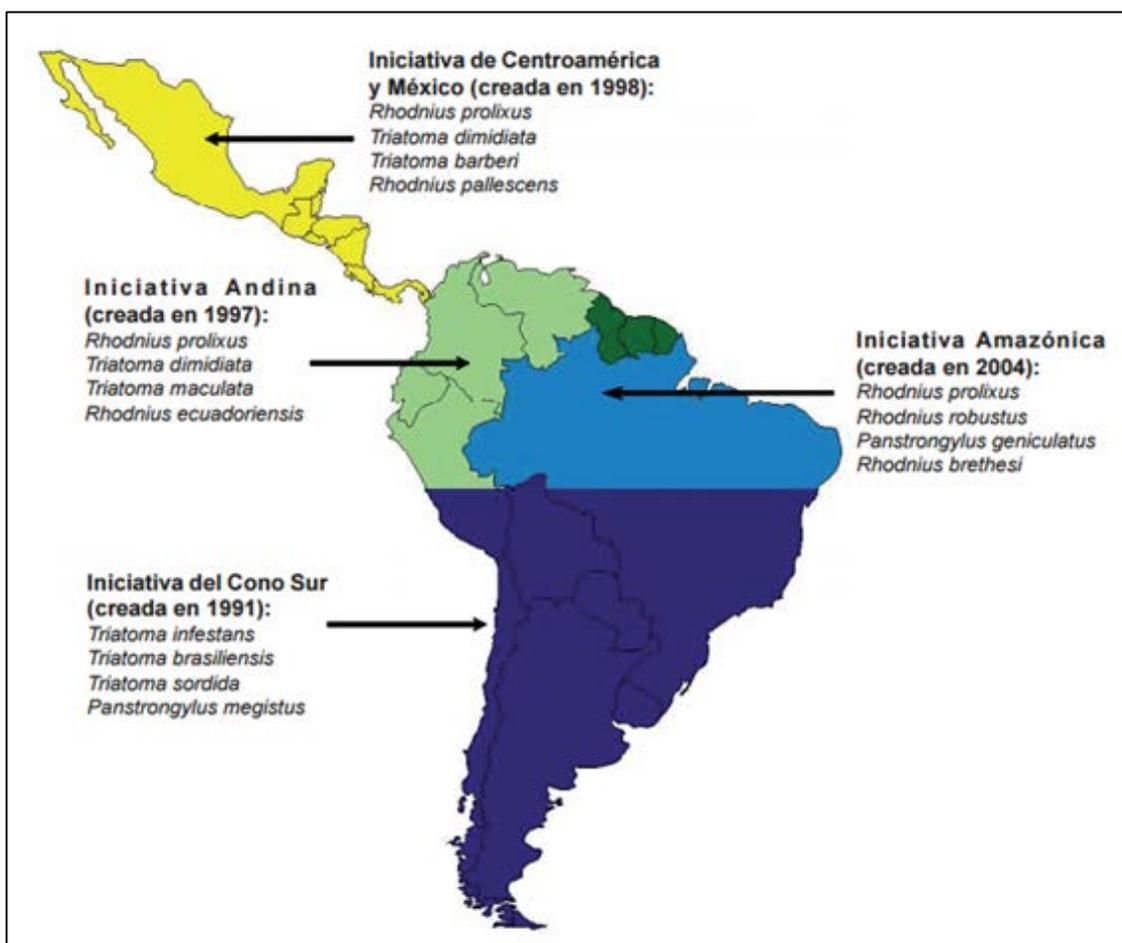 Iniciativa de Centroamérica
y México (creada en 1998):
Rhodnius prolixus
Triatoma dimidiata
Triatoma barberi
Rhodnius pallescens
Iniciativa Andina
(creada en 1997):
Rhodnius prolixus
Triatoma dimidiata
Triatoma maculata
Rhodnius ecuadoriensis
Iniciativa Amazónica
(creada en 2004):
Rhodnius prolixus
Rhodnius robustus
Panstrongylus geniculatus
Rhodnius brethesi
Iniciativa del Cono Sur
(creada en 1991):
Triatoma infestans
Triatoma brasiliensis
Triatoma sordida
Panstrongylus megistus